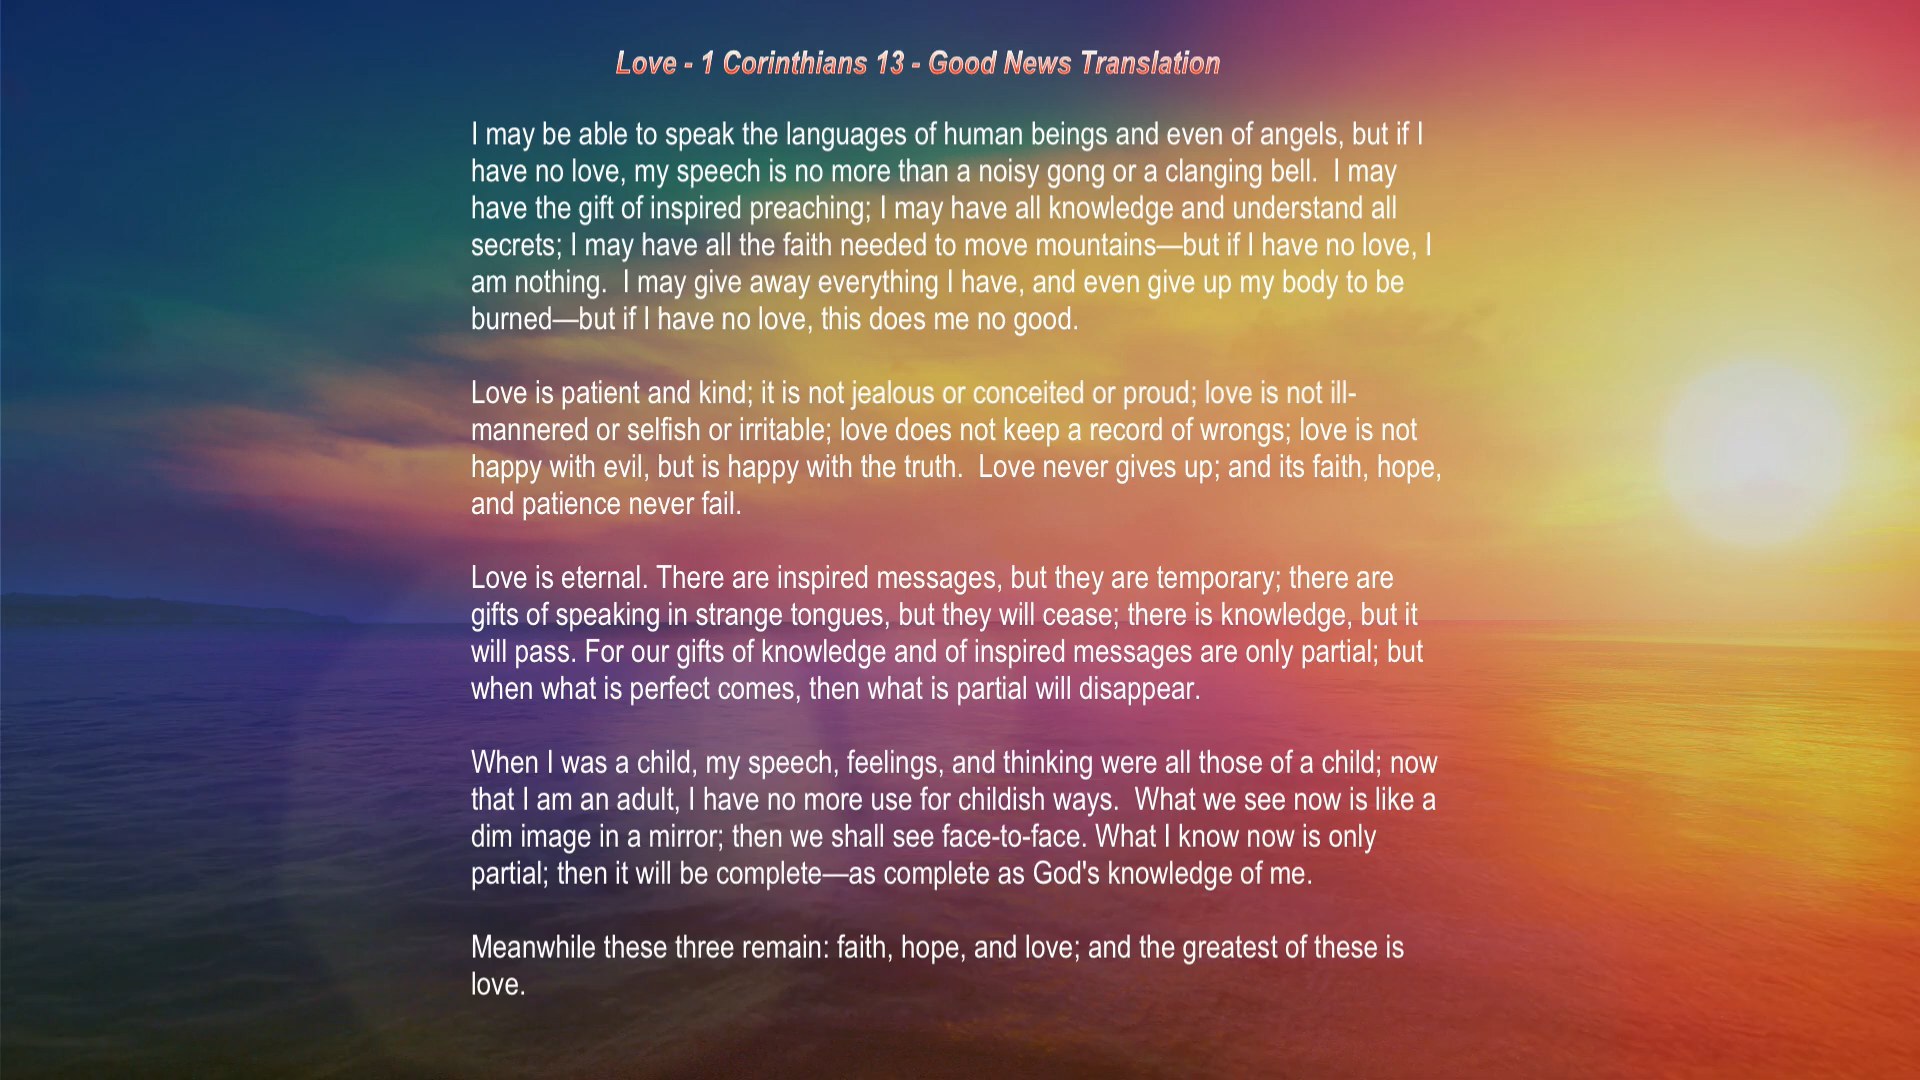 Love - 1 Corinthians 13 - Good News Translation
I may be able to speak the languages of human beings and even of angels, but if I
have no love, my speech is no more than a noisy gong or a clanging bell.  I may
have the gift of inspired preaching; I may have all knowledge and understand all
secrets; I may have all the faith needed to move mountains—but if I have no love, I
am nothing.  I may give away everything I have, and even give up my body to be
burned—but if I have no love, this does me no good.
Love is patient and kind; it is not jealous or conceited or proud; love is not ill-
mannered or selfish or irritable; love does not keep a record of wrongs; love is not
happy with evil, but is happy with the truth.  Love never gives up; and its faith, hope,
and patience never fail.
Love is eternal. There are inspired messages, but they are temporary; there are
gifts of speaking in strange tongues, but they will cease; there is knowledge, but it
will pass. For our gifts of knowledge and of inspired messages are only partial; but
when what is perfect comes, then what is partial will disappear.
When I was a child, my speech, feelings, and thinking were all those of a child; now
that I am an adult, I have no more use for childish ways.  What we see now is like a
dim image in a mirror; then we shall see face-to-face. What I know now is only
partial; then it will be complete—as complete as God's knowledge of me.
Meanwhile these three remain: faith, hope, and love; and the greatest of these is
love.